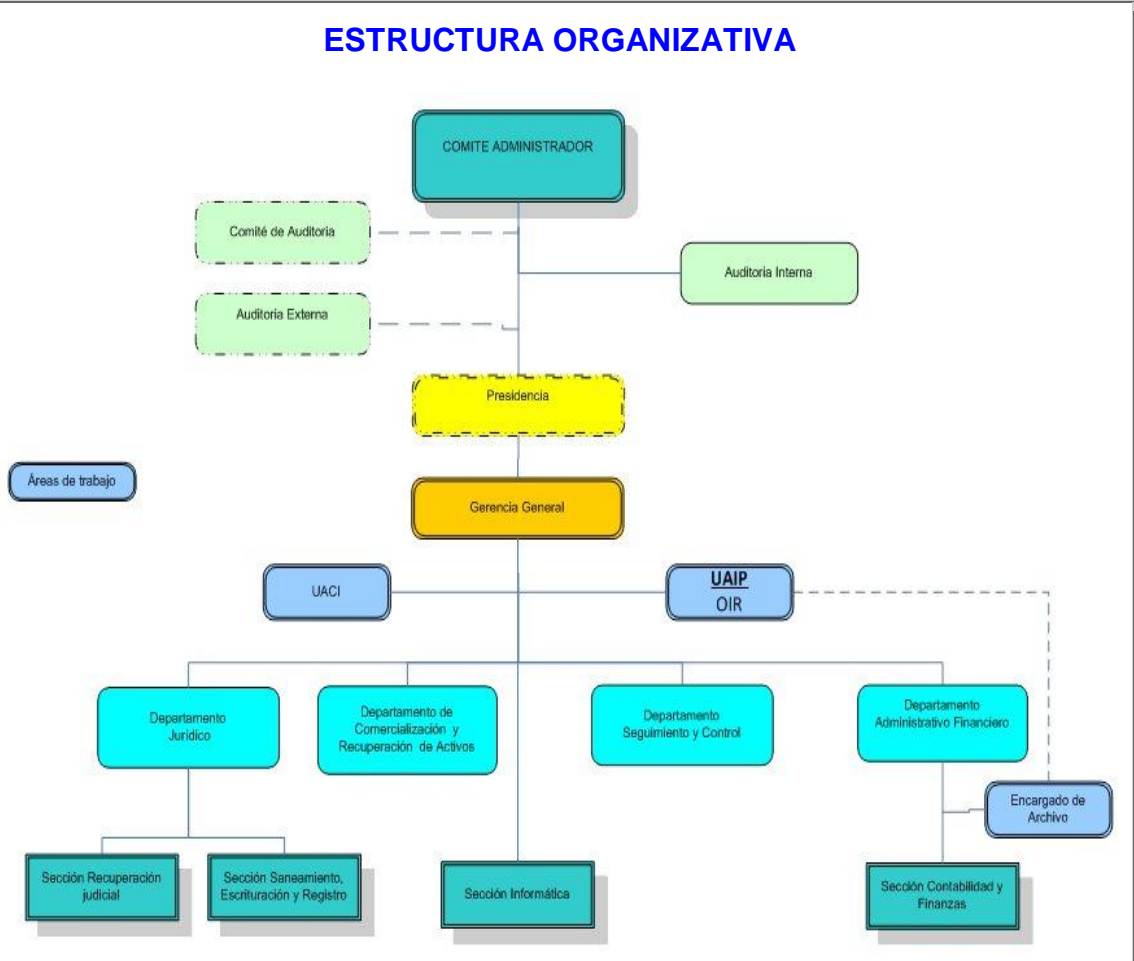 ESTRUCTURA ORGANIZATIVA
COMITE ADMINISTRADOR
Comité de Auditoria
Auditoria Interna
Auditoria Externa
Presidencia
Áreas de trabajo
Gerencia General
UACI
UAIP
OIR
Departamento
Jurídico
Departamento de
Comercialización y
Recuperación de Activos
Departamento
Seguimiento y Control
Departamento
Administrativo Financiero
Encargado de
Archivo
Sección Recuperación
judicial
Sección Saneamiento,
Escrituración y Registro
Sección Informática
Sección Contabilidad y
Finanzas